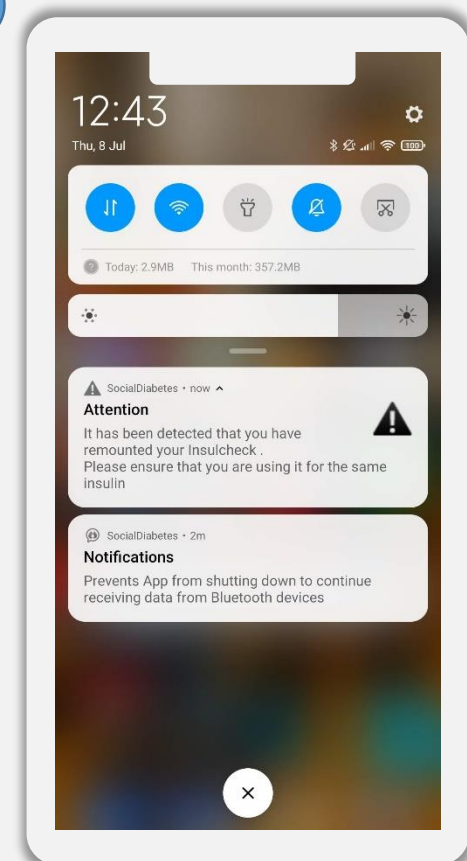 12:43
Thu, 8 Jul
100
Today: 2.9MB This month: 357.2MB
SocialDiabetes • now
Attention
It has been detected that you have
remounted your Insulcheck .
Please ensure that you are using it for the same
insulin
SocialDiabetes • 2m
Notifications
Prevents App from shutting down to continue
receiving data from Bluetooth devices